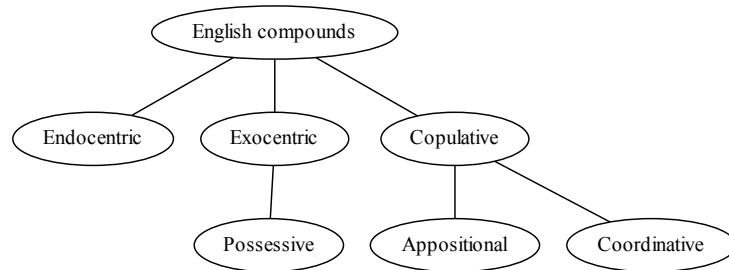 English compounds
Endocentric
Exocentric
Copulative
Possessive
Appositional
Coordinative